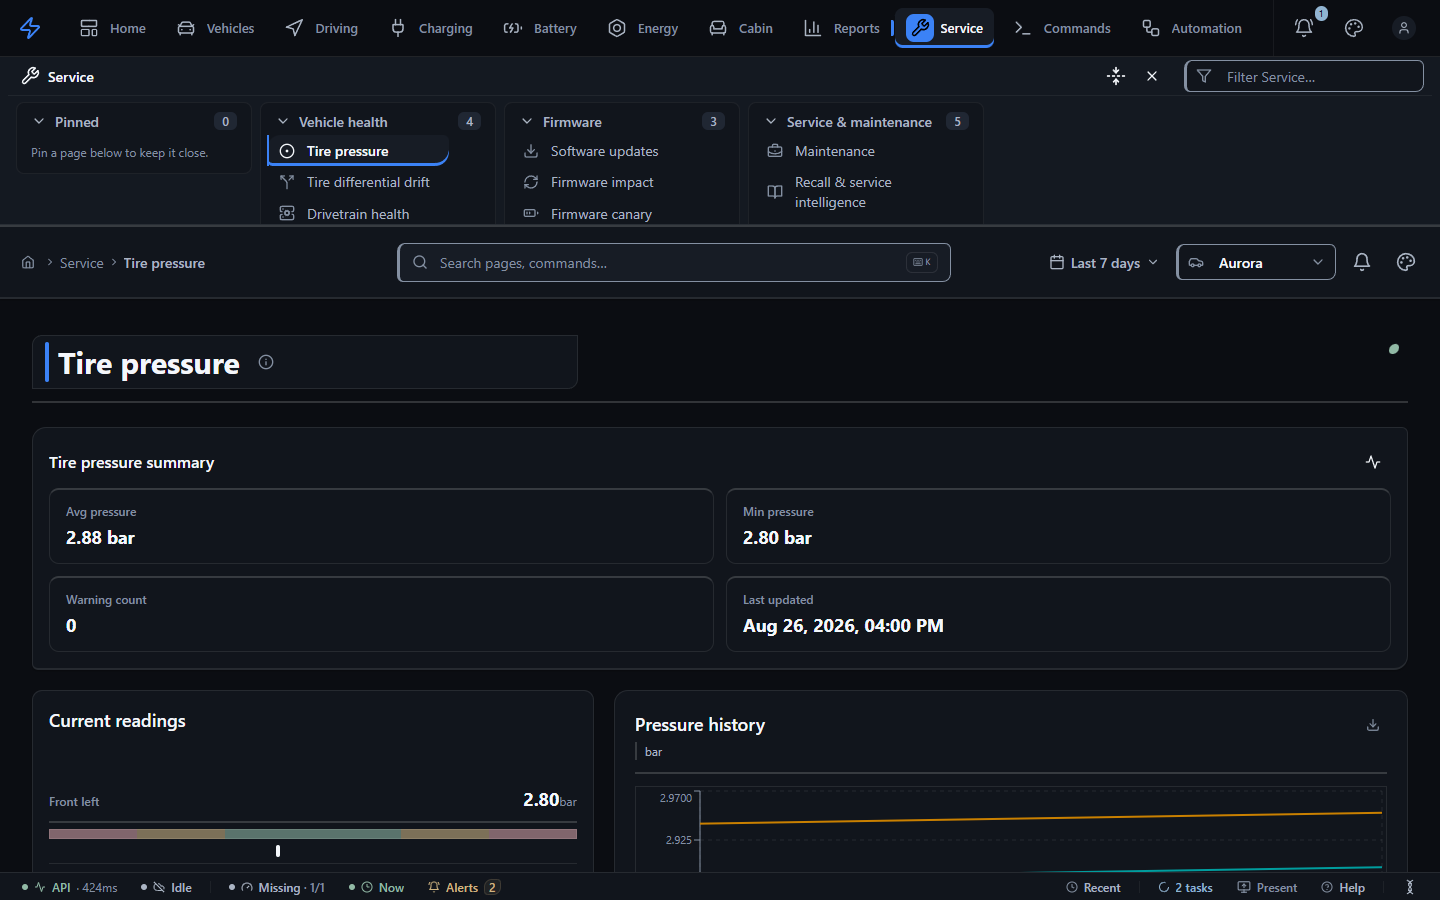 Home
Vehicles
Driving
Charging
Battery
Energy
Cabin
Reports
Service
Commands
Automation
1
Service
Filter Service...
Pinned
0
Pin a page below to keep it close.
Vehicle health
4
Tire pressure
Tire differential drift
Drivetrain health
Firmware
3
Software updates
Firmware impact
Firmware canary
Service & maintenance
5
Maintenance
Recall & service
intelligence
Service
Tire pressure
Search pages, commands...
K
Last 7 days
Aurora
Tire pressure
Tire pressure summary
Avg pressure
2.88 bar
Min pressure
2.80 bar
Warning count
0
Last updated
Aug 26, 2026, 04:00 PM
Current readings
Front left
2.80bar
Pressure history
bar
2.9700
2.925
API · 424ms
Idle
Missing · 1/1
Now
Alerts 2
Recent
2 tasks
Present
Help